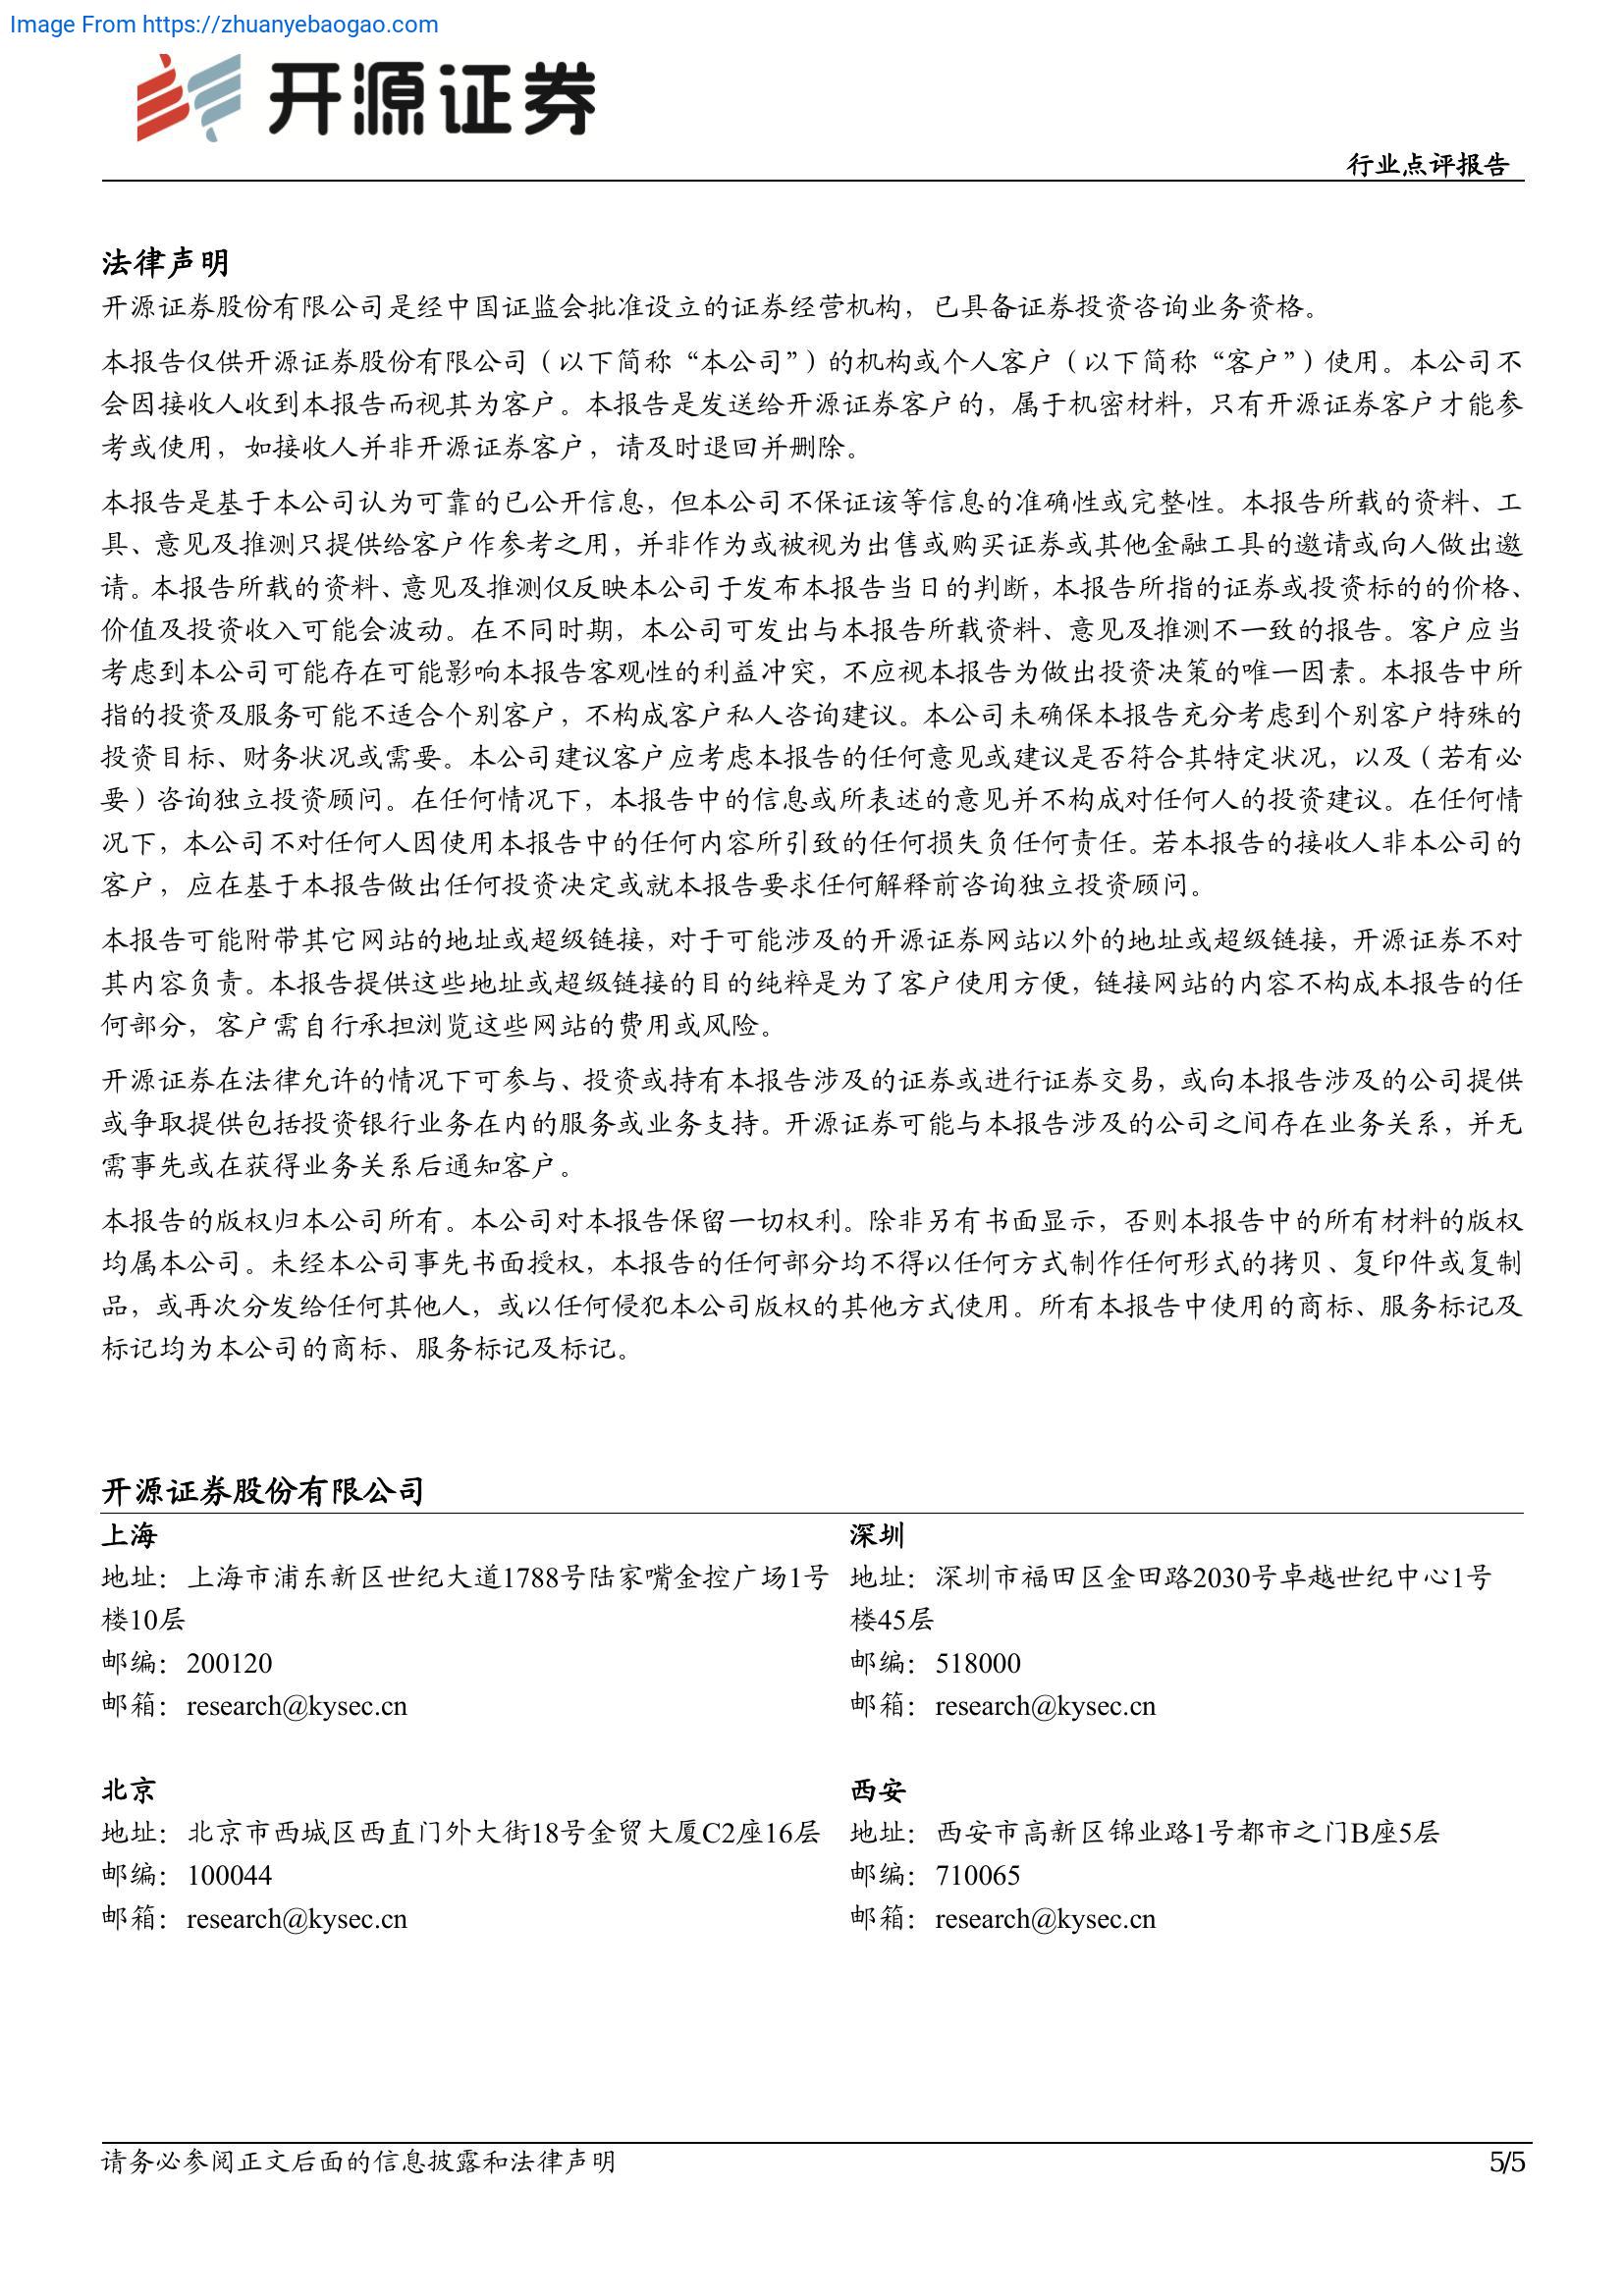 Image From https://zhuanyebaogao.com
开源证券
行业点评报告
法律声明
开源证券股份有限公司是经中国证监会批准设立的证券经营机构，已具备证券投资咨询业务资格。
本报告仅供开源证券股份有限公司（以下简称“本公司”）的机构或个人客户（以下简称“客户”）使用。本公司不
会因接收人收到本报告而视其为客户。本报告是发送给开源证券客户的，属于机密材料，只有开源证券客户才能参
考或使用，如接收人并非开源证券客户，请及时退回并删除。
本报告是基于本公司认为可靠的已公开信息，但本公司不保证该等信息的准确性或完整性。本报告所载的资料、工
具、意见及推测只提供给客户作参考之用，并非作为或被视为出售或购买证券或其他金融工具的邀请或向人做出邀
请。本报告所载的资料、意见及推测仅反映本公司于发布本报告当日的判断，本报告所指的证券或投资标的的价格、
价值及投资收入可能会波动。在不同时期，本公司可发出与本报告所载资料、意见及推测不一致的报告。客户应当
考虑到本公司可能存在可能影响本报告客观性的利益冲突，不应视本报告为做出投资决策的唯一因素。本报告中所
指的投资及服务可能不适合个别客户，不构成客户私人咨询建议。本公司未确保本报告充分考虑到个别客户特殊的
投资目标、财务状况或需要。本公司建议客户应考虑本报告的任何意见或建议是否符合其特定状况，以及（若有必
要）咨询独立投资顾问。在任何情况下，本报告中的信息或所表述的意见并不构成对任何人的投资建议。在任何情
况下，本公司不对任何人因使用本报告中的任何内容所引致的任何损失负任何责任。若本报告的接收人非本公司的
客户，应在基于本报告做出任何投资决定或就本报告要求任何解释前咨询独立投资顾问。
本报告可能附带其它网站的地址或超级链接，对于可能涉及的开源证券网站以外的地址或超级链接，开源证券不对
其内容负责。本报告提供这些地址或超级链接的目的纯粹是为了客户使用方便，链接网站的内容不构成本报告的任
何部分，客户需自行承担浏览这些网站的费用或风险。
开源证券在法律允许的情况下可参与、投资或持有本报告涉及的证券或进行证券交易，或向本报告涉及的公司提供
或争取提供包括投资银行业务在内的服务或业务支持。开源证券可能与本报告涉及的公司之间存在业务关系，并无
需事先或在获得业务关系后通知客户。
本报告的版权归本公司所有。本公司对本报告保留一切权利。除非另有书面显示，否则本报告中的所有材料的版权
均属本公司。未经本公司事先书面授权，本报告的任何部分均不得以任何方式制作任何形式的拷贝、复印件或复制
品，或再次分发给任何其他人，或以任何侵犯本公司版权的其他方式使用。所有本报告中使用的商标、服务标记及
标记均为本公司的商标、服务标记及标记。
开源证券股份有限公司
上海
地址：上海市浦东新区世纪大道1788号陆家嘴金控广场1号
楼10层
邮编：200120
邮箱：research@kysec.cn
深圳
地址：深圳市福田区金田路2030号卓越世纪中心1号
楼45层
邮编：518000
邮箱：research@kysec.cn
北京
地址：北京市西城区西直门外大街18号金贸大厦C2座16层
邮编：100044
邮箱：research@kysec.cn
西安
地址：西安市高新区锦业路1号都市之门B座5层
邮编：710065
邮箱：research@kysec.cn
请务必参阅正文后面的信息披露和法律声明
5/5